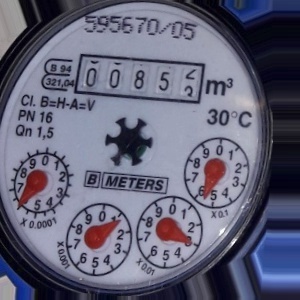 595670/05
B 94
321,04
0085
m³
Cl. B=H-A=V
PN 16
Qn 1,5
30°C
B METERS
X 0.0001
X 0.001
X 0.01
X 0.1